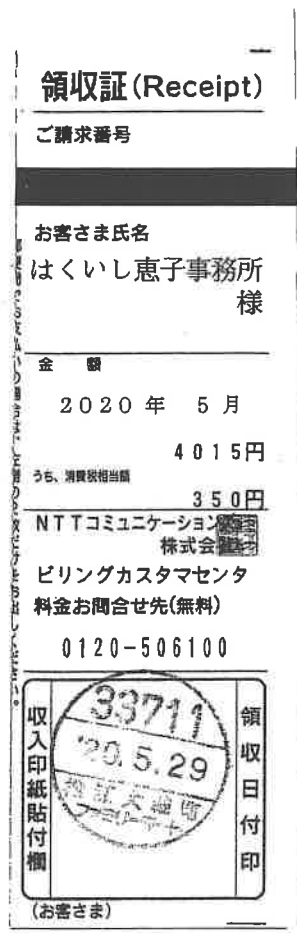 領収証(Receipt)
ご請求番号
お客さま氏名
はくいし恵子事務所
様
金 額
2020 年 5 月
4015円
うち、消費税相当額
350円
NTTコミュニケーション
株式会
ビリングカスタマセンタ
料金お問合せ先(無料)
0120-506100
収入印紙貼付欄
33711
'20.5.29
領収日付印
(お客さま)